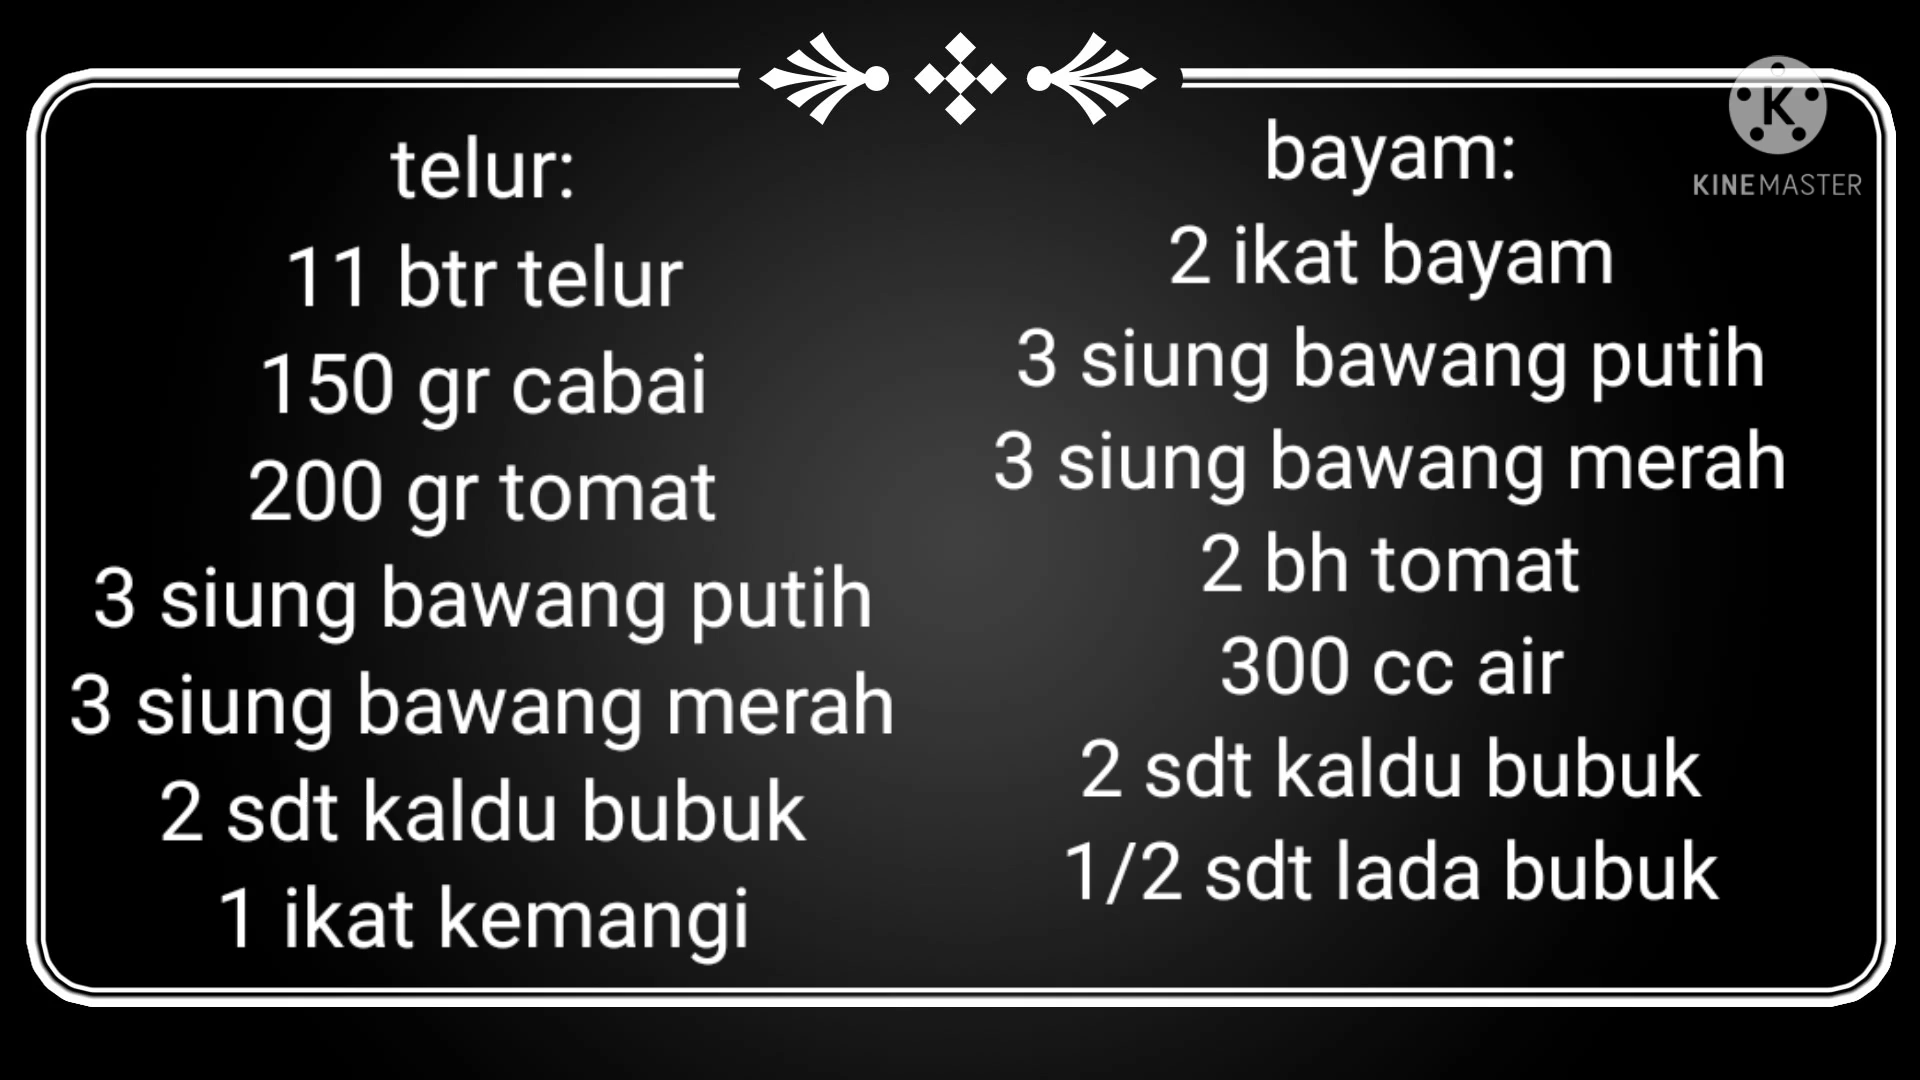 telur:
11 btr telur
150 gr cabai
200 gr tomat
3 siung bawang putih
3 siung bawang merah
2 sdt kaldu bubuk
1 ikat kemangi
bayam:
2 ikat bayam
3 siung bawang putih
3 siung bawang merah
2 bh tomat
300 cc air
2 sdt kaldu bubuk
1/2 sdt lada bubuk
K
KINEMASTER